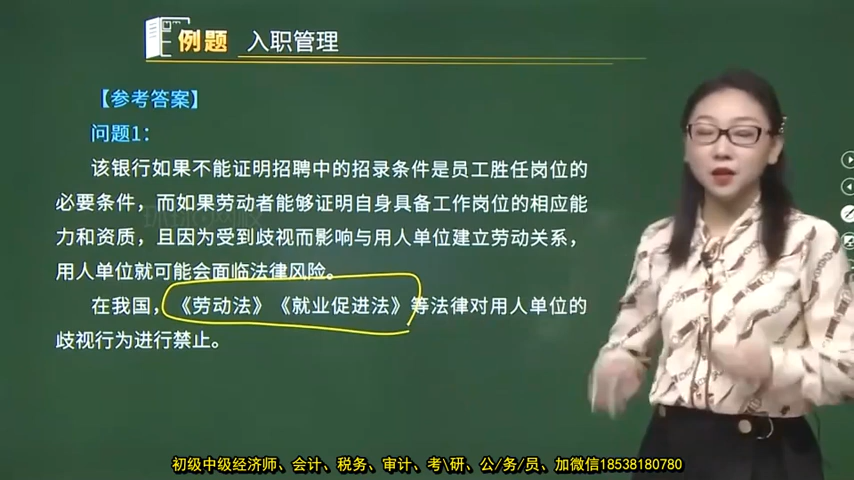 例题 入职管理
【参考答案】
问题1：
该银行如果不能证明招聘中的招录条件是员工胜任岗位的
必要条件，而如果劳动者能够证明自身具备工作岗位的相应能
力和资质，且因为受到歧视而影响与用人单位建立劳动关系，
用人单位就可能会面临法律风险。
在我国，《劳动法》《就业促进法》等法律对用人单位的
歧视行为进行禁止。
初级中级经济师、会计、税务、审计、考\研、公/务/员、加微信18538180780